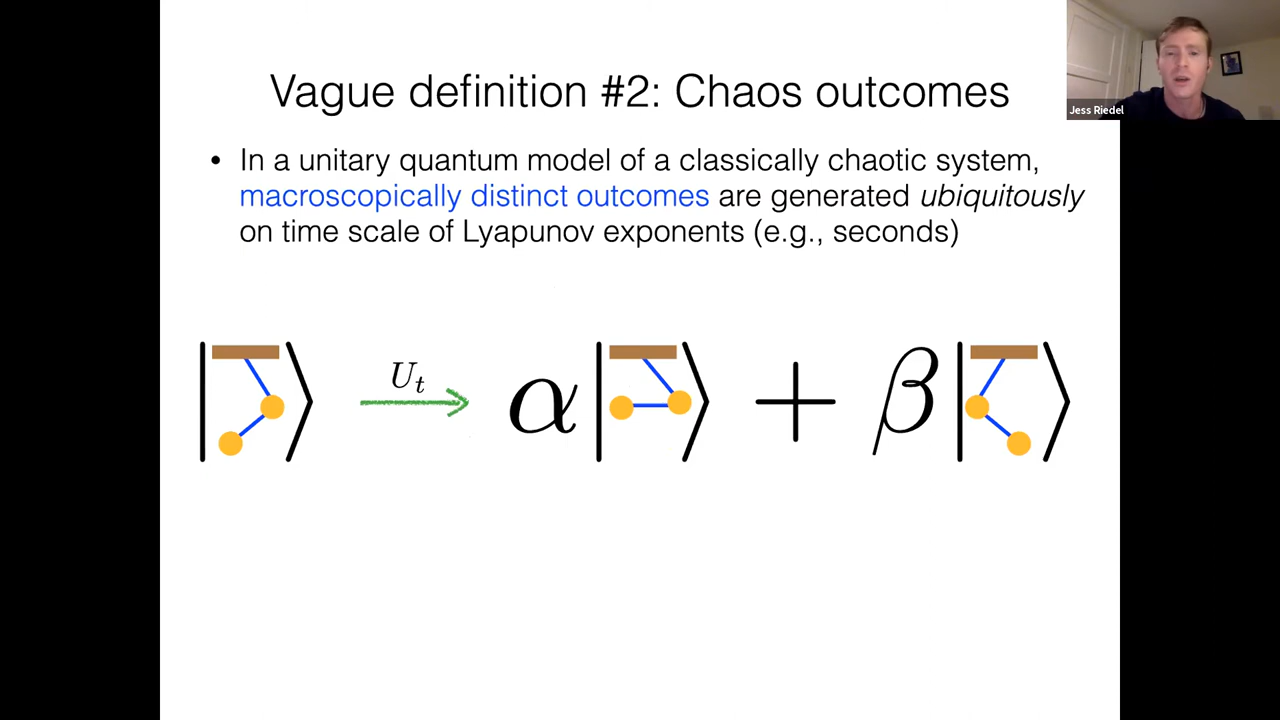 Vague definition #2: Chaos outcomes
• In a unitary quantum model of a classically chaotic system,
macroscopically distinct outcomes are generated ubiquitously
on time scale of Lyapunov exponents (e.g., seconds)
| ⟩ U_t α| ⟩ + β| ⟩
Jess Riedel